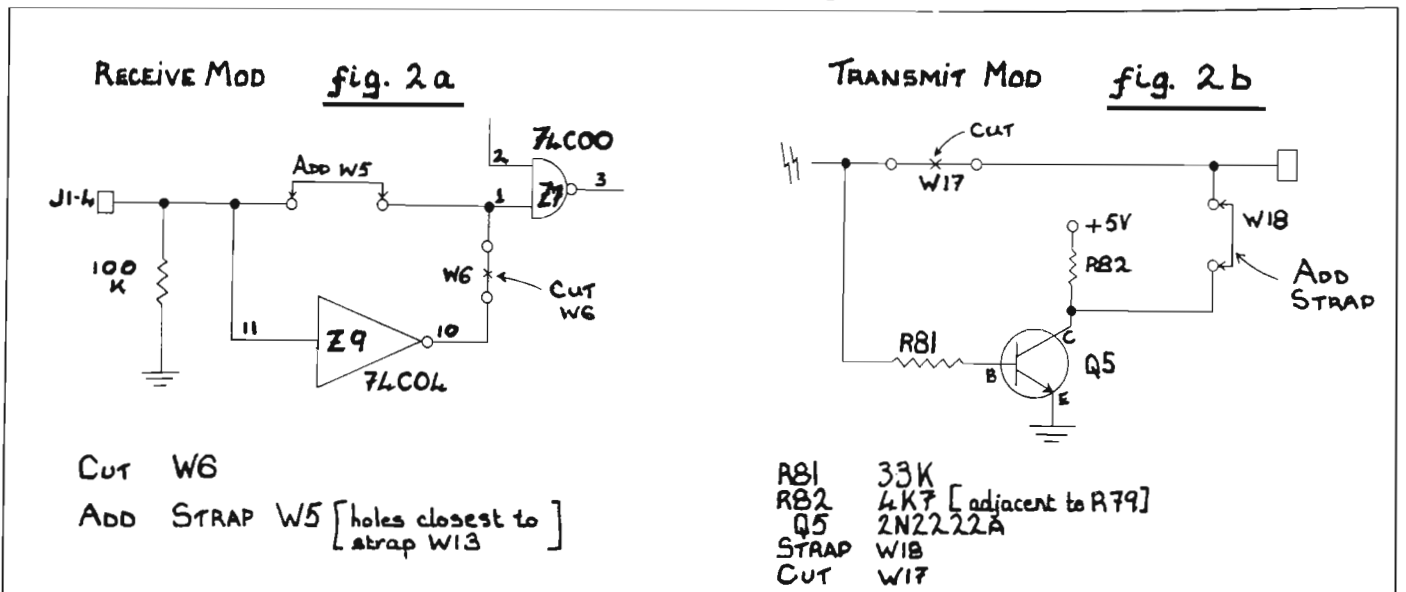 RECEIVE MOD fig. 2a
74C00
2
ADD W5
J1-4
1
Z7
3
100
K
W6
CUT
W6
11
Z9
10
74C04
CUT W6
ADD STRAP W5 [holes closest to
strap W13]
TRANSMIT MOD fig. 2b
CUT
W17
+5V
W18
R82
ADD
STRAP
R81
C
B
Q5
E
R81 33K
R82 4K7 [adjacent to R79]
Q5 2N2222A
STRAP W18
CUT W17